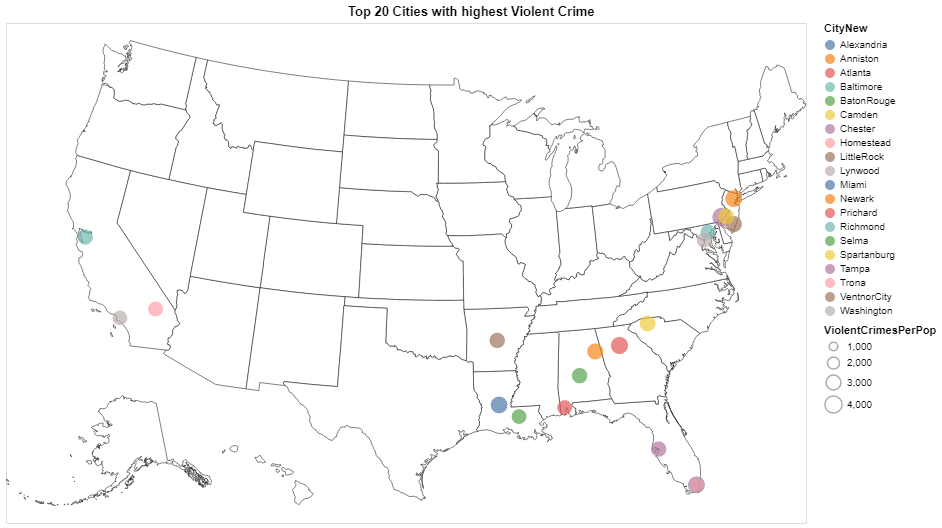 Top 20 Cities with highest Violent Crime
CityNew
Alexandria
Anniston
Atlanta
Baltimore
BatonRouge
Camden
Chester
Homestead
LittleRock
Lynwood
Miami
Newark
Prichard
Richmond
Selma
Spartanburg
Tampa
Trona
VentnorCity
Washington
ViolentCrimesPerPop
1,000
2,000
3,000
4,000